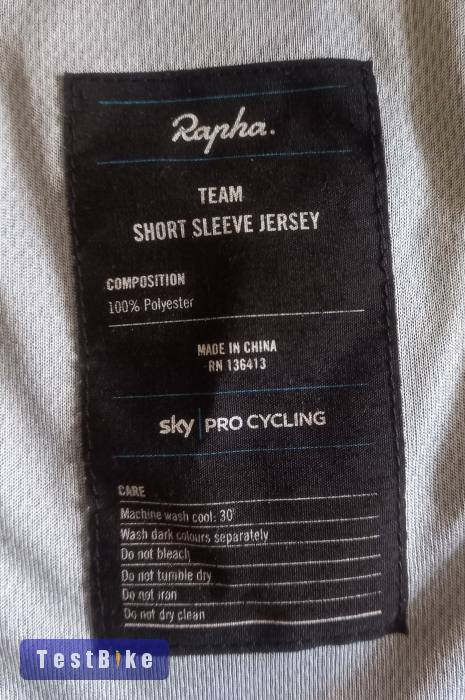 Rapha.
TEAM
SHORT SLEEVE JERSEY
COMPOSITION
100% Polyester
MADE IN CHINA
RN 136413
sky PRO CYCLING
CARE
Machine wash cool: 30°
Wash dark colours separately
Do not bleach
Do not tumble dry
Do not iron
Do not dry clean
TestBike